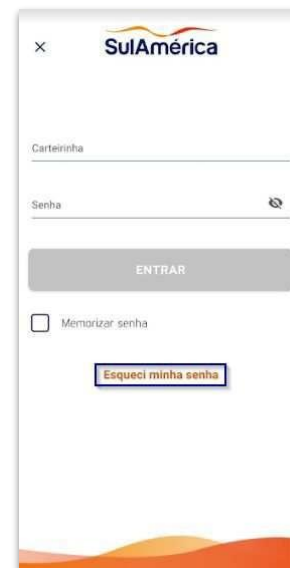 SulAmérica
Carteirinha
Senha
ENTRAR
Memorizar senha
Esqueci minha senha